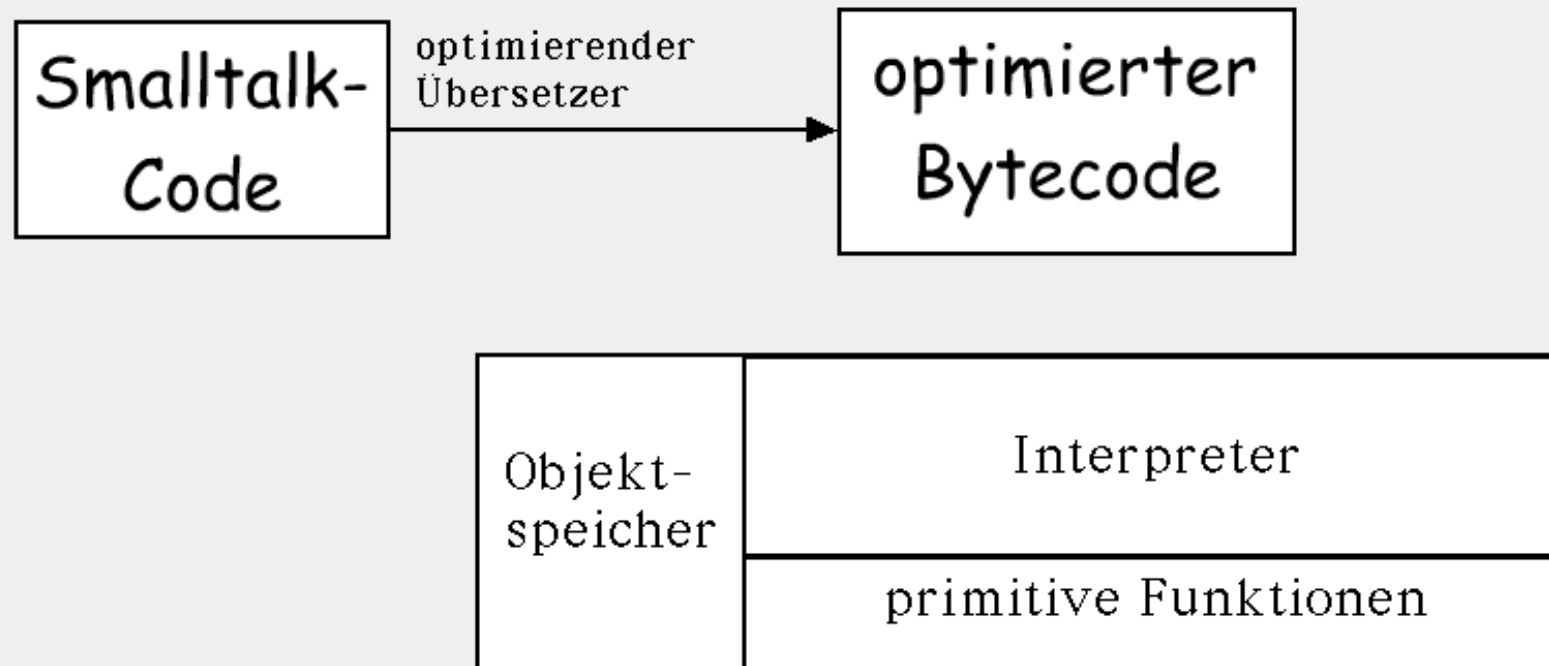 Smalltalk-
Code
optimierender
Übersetzer
optimierter
Bytecode
Objekt-
speicher
Interpreter
primitive Funktionen